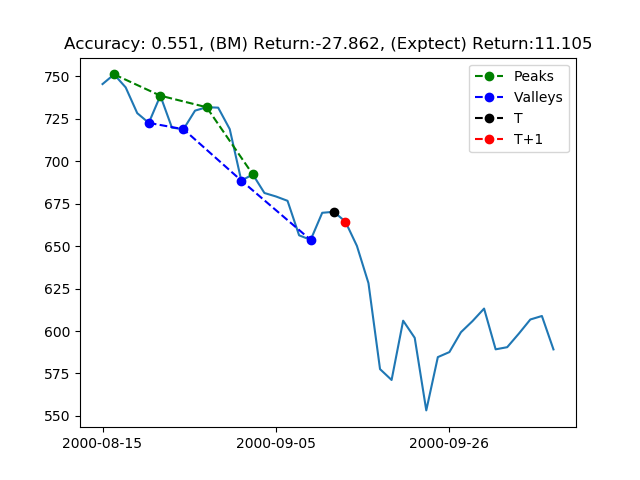 Accuracy: 0.551, (BM) Return:-27.862, (Exptect) Return:11.105
750
725
700
675
650
625
600
575
550
Peaks
Valleys
T
T+1
2000-08-15
2000-09-05
2000-09-26